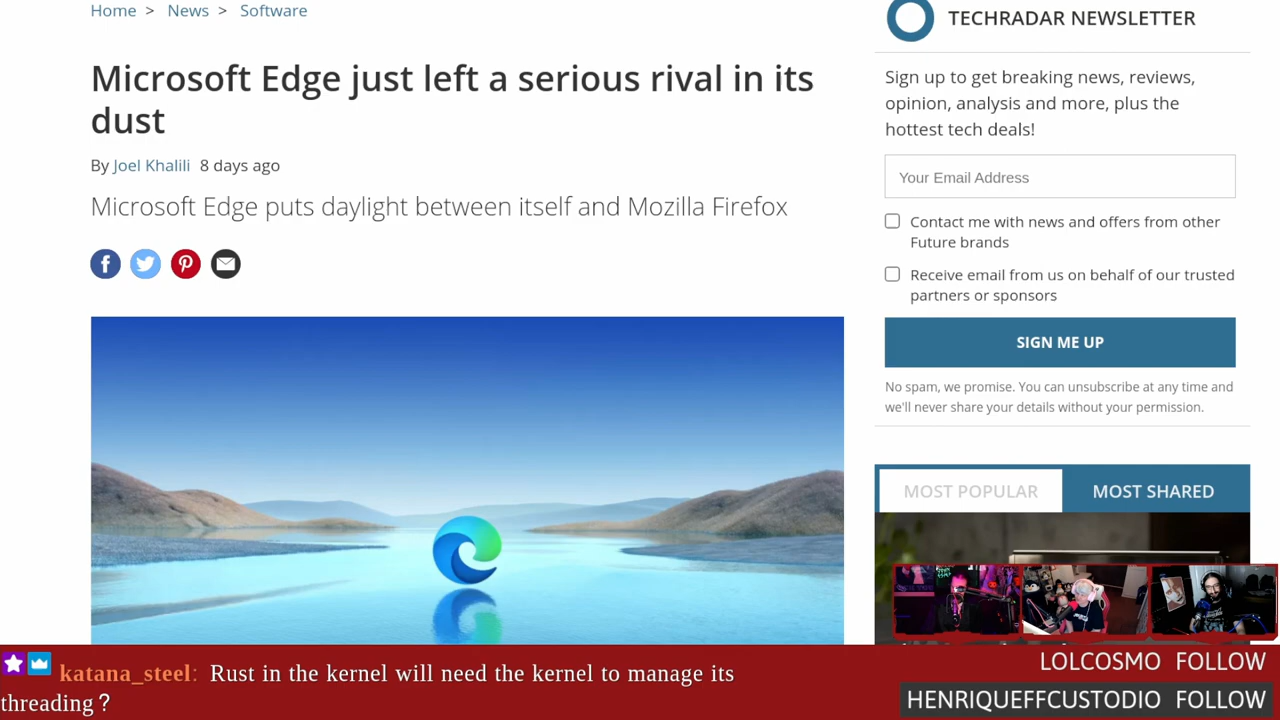 Home > News > Software
Microsoft Edge just left a serious rival in its
dust
By Joel Khalili 8 days ago
Microsoft Edge puts daylight between itself and Mozilla Firefox
TECHRADAR NEWSLETTER
Sign up to get breaking news, reviews,
opinion, analysis and more, plus the
hottest tech deals!
Your Email Address
Contact me with news and offers from other
Future brands
Receive email from us on behalf of our trusted
partners or sponsors
SIGN ME UP
No spam, we promise. You can unsubscribe at any time and
we'll never share your details without your permission.
MOST POPULAR
MOST SHARED
katana_steel: Rust in the kernel will need the kernel to manage its
threading ?
LOLCOSMO FOLLOW
HENRIQUEFFCUSTODIO FOLLOW